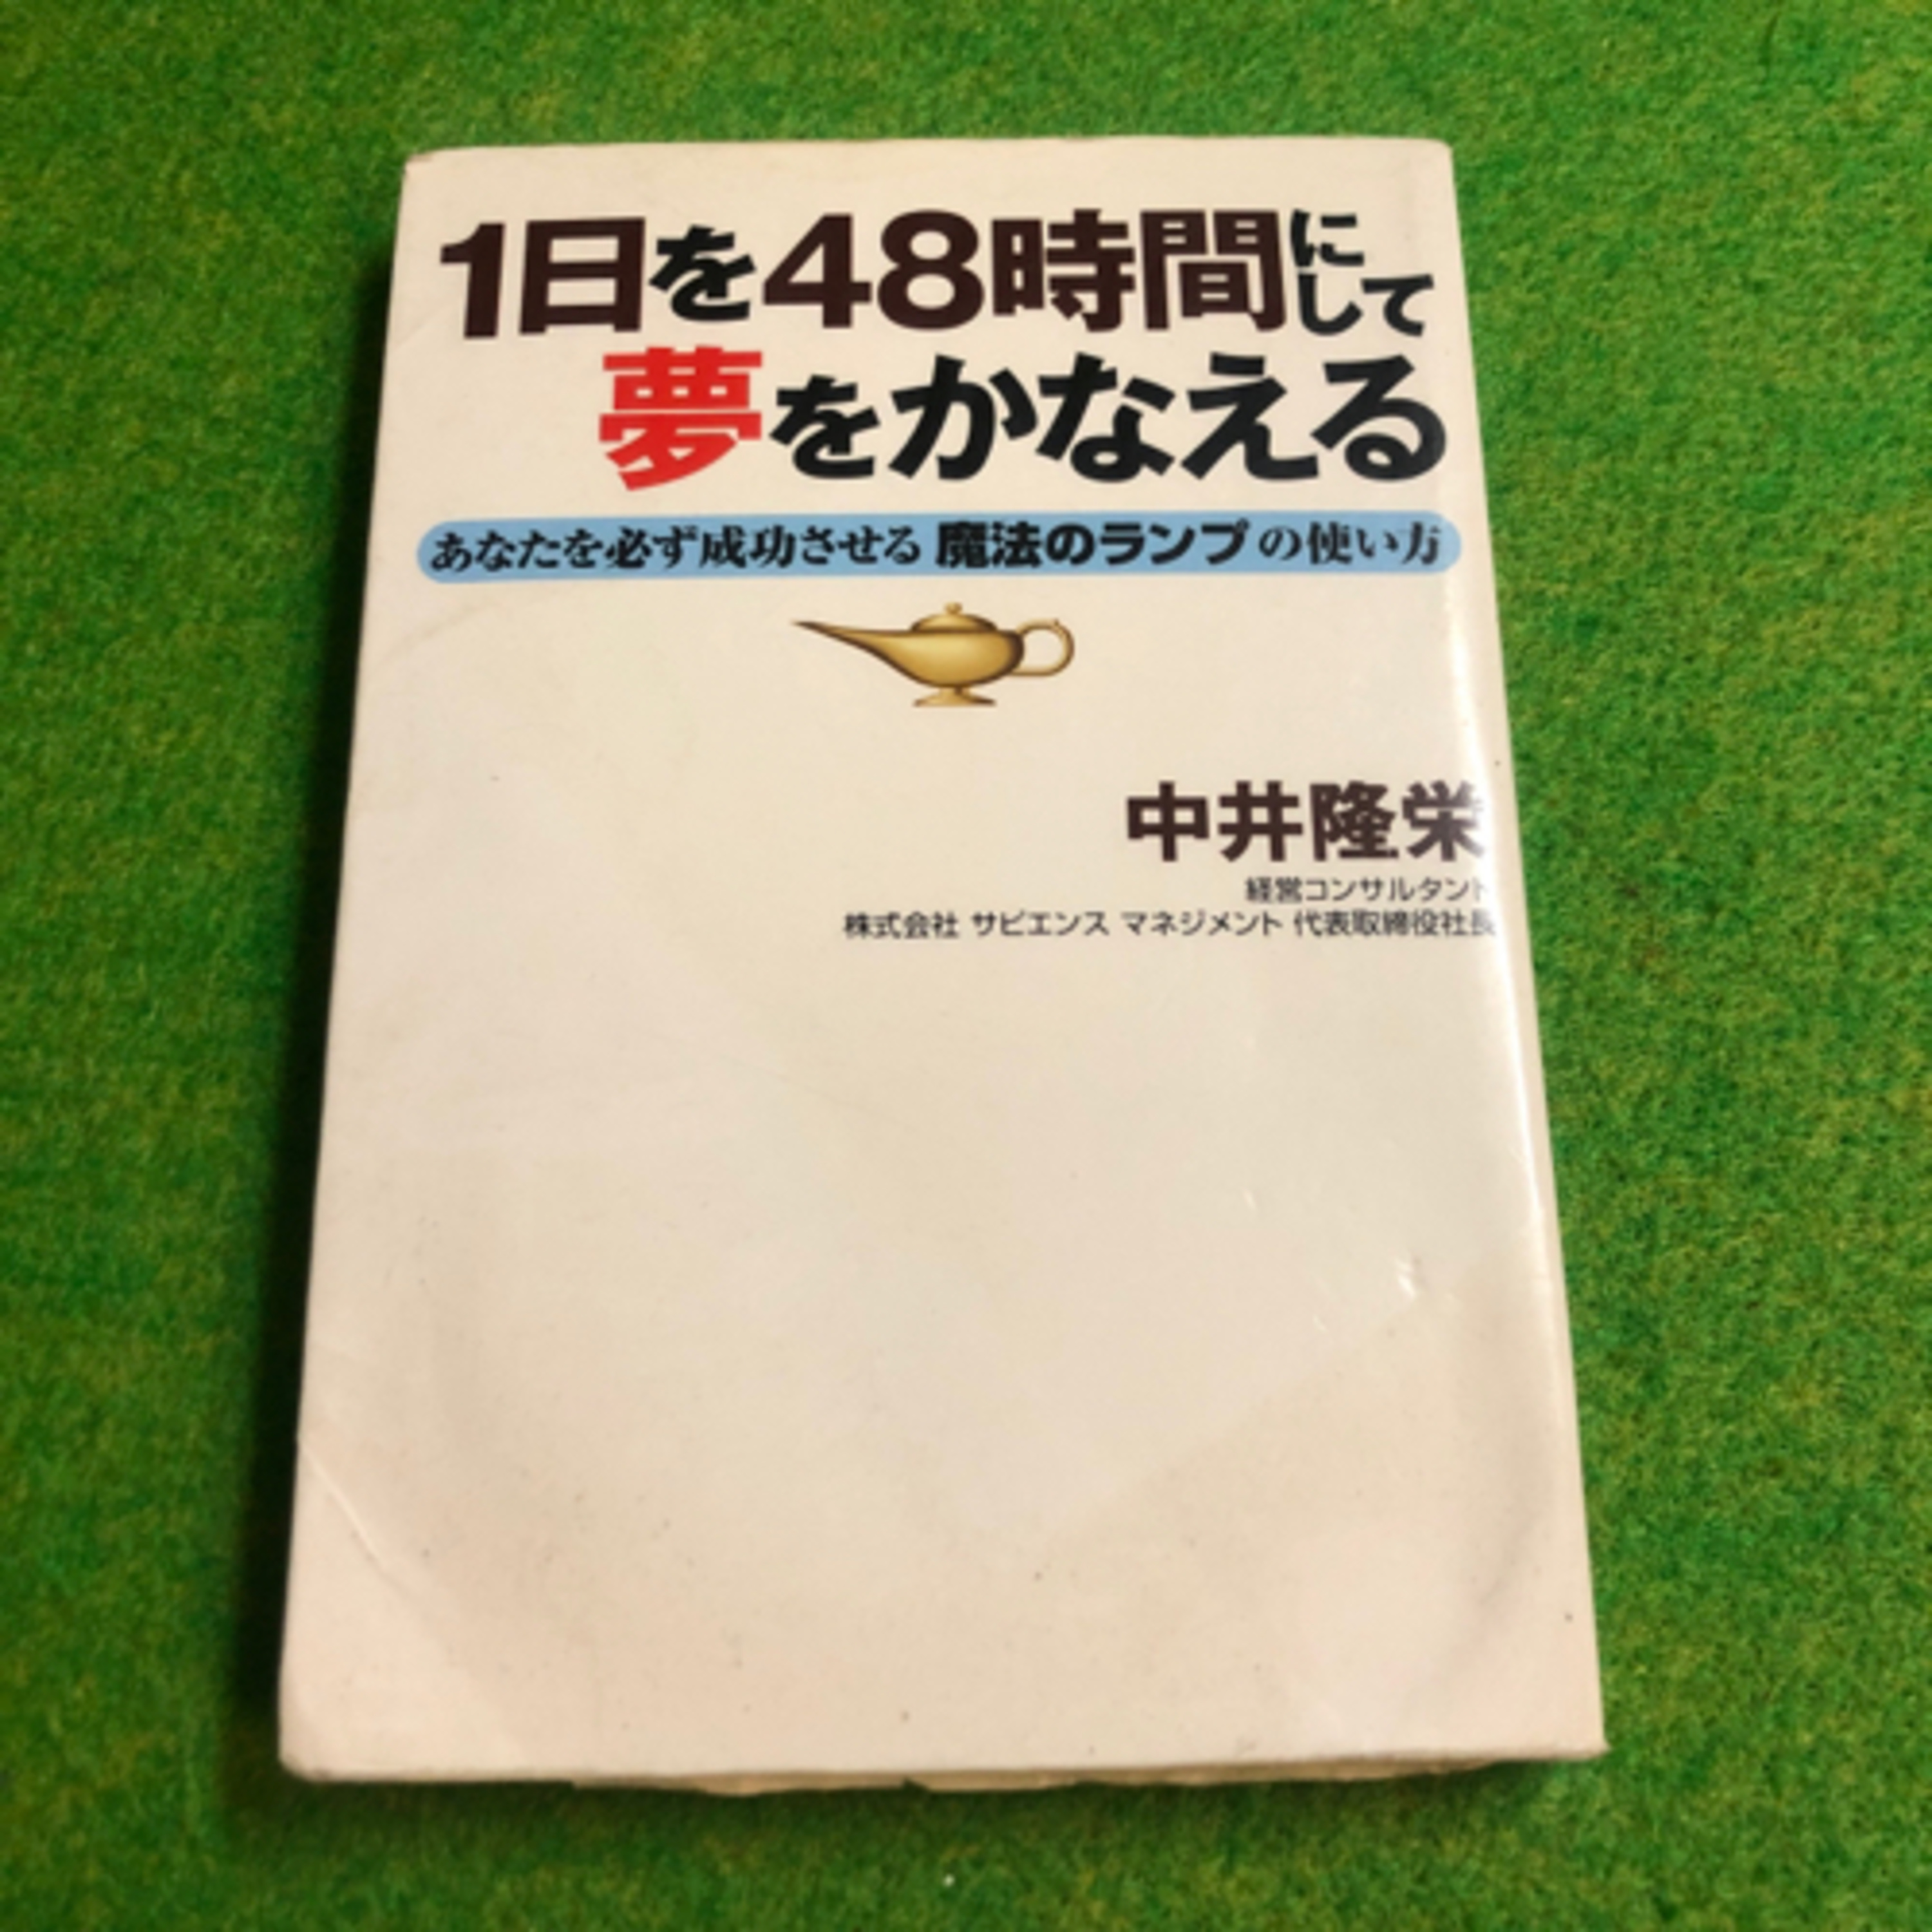 1日を48時間にして
夢をかなえる
あなたを必ず成功させる 魔法のランプの使い方
中井隆栄
経営コンサルタント
株式会社 サピエンス マネジメント 代表取締役社長